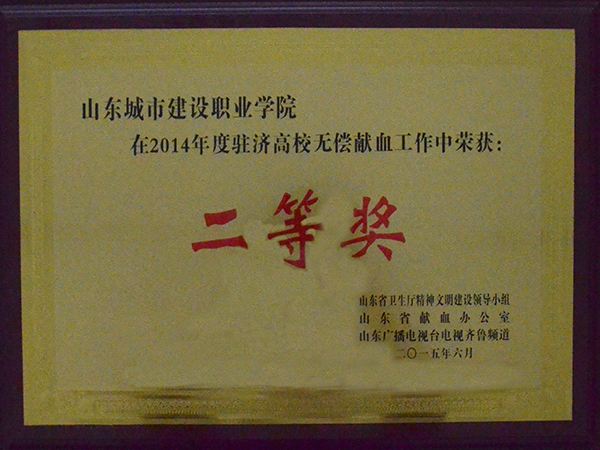 山东城市建设职业学院
在2014年度驻济高校无偿献血工作中荣获：
二等奖
山东省卫生厅精神文明建设领导小组
山东省献血办公室
山东广播电视台电视齐鲁频道
二〇一五年六月